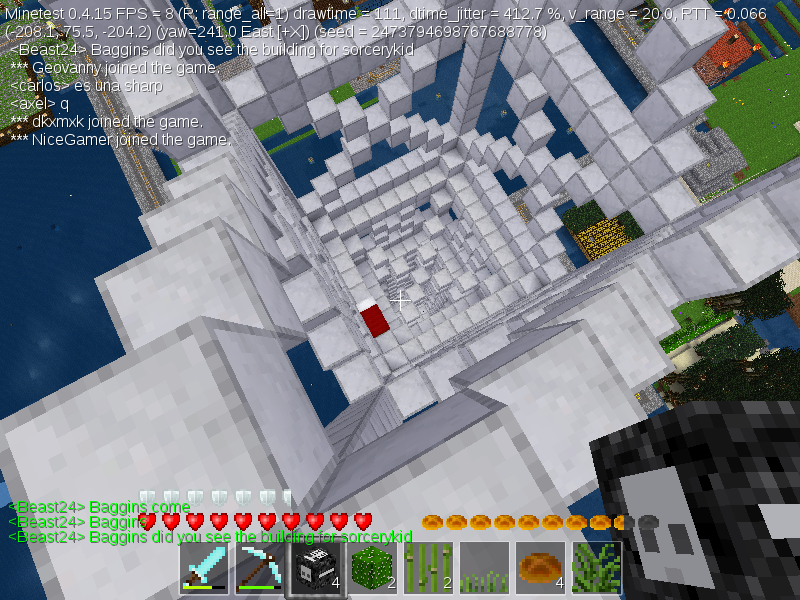 Minetest 0.4.15 FPS = 8 (R: range_all=1) drawtime = 111, dtime_jitter = 412.7 %, v_range = 20.0, PTT = 0.066
(-208.1, 75.5, -204.2) (yaw=241.0 East [+X]) (seed = 2473794698767688778)
<Beast24> Baggins did you see the building for sorcerykid
*** Geovanny joined the game.
<carlos> es una sharp
<axel> q
*** dkxmxk joined the game.
*** NiceGamer joined the game.
<Beast24> Baggins come
<Beast24> Baggins
<Beast24> Baggins did you see the building for sorcerykid
4
2
2
4